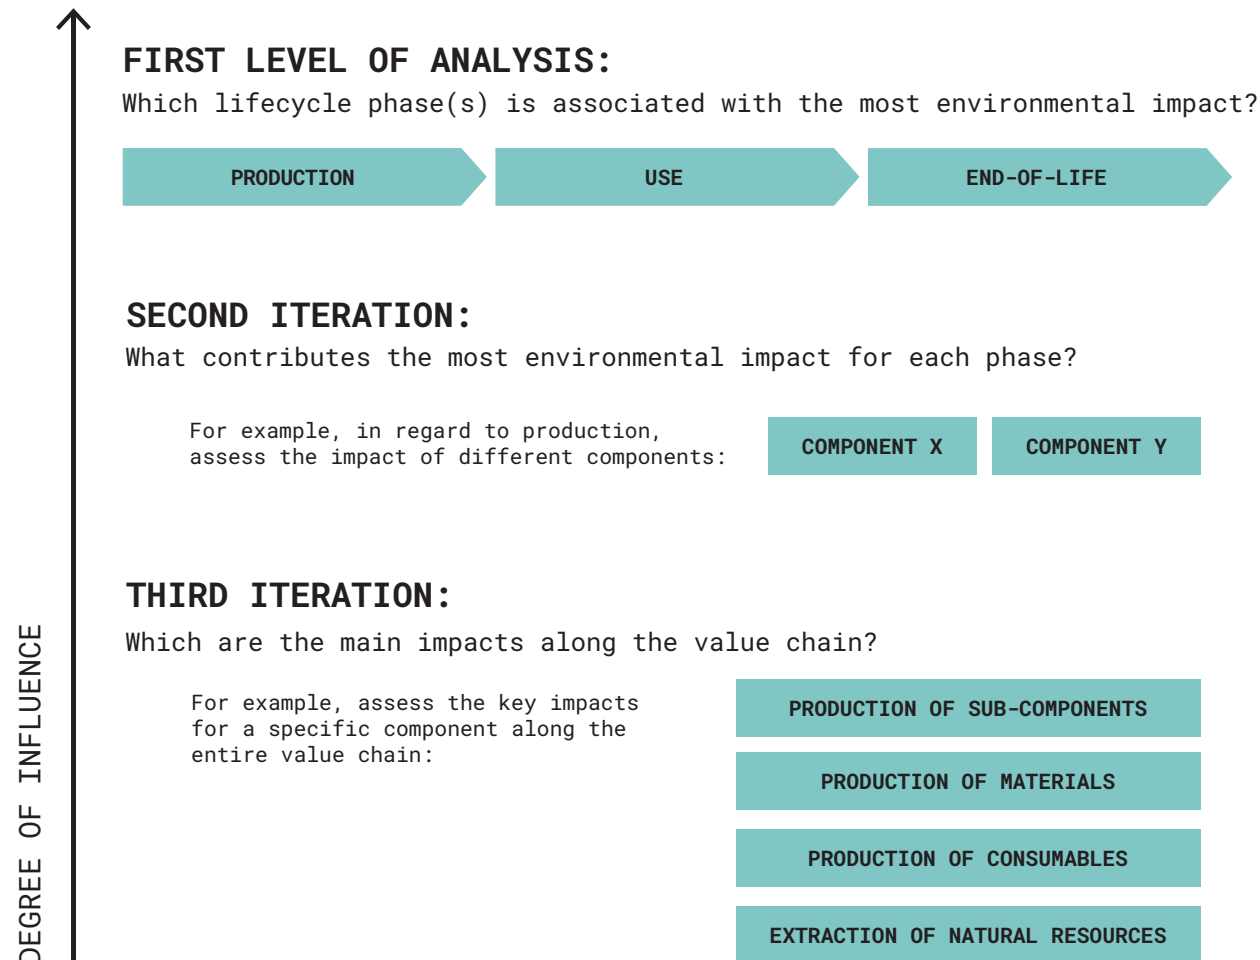 FIRST LEVEL OF ANALYSIS:
Which lifecycle phase(s) is associated with the most environmental impact?
PRODUCTION
USE
END-OF-LIFE
SECOND ITERATION:
What contributes the most environmental impact for each phase?
For example, in regard to production,
assess the impact of different components:
COMPONENT X
COMPONENT Y
THIRD ITERATION:
Which are the main impacts along the value chain?
For example, assess the key impacts
for a specific component along the
entire value chain:
PRODUCTION OF SUB-COMPONENTS
PRODUCTION OF MATERIALS
PRODUCTION OF CONSUMABLES
EXTRACTION OF NATURAL RESOURCES
DEGREE OF INFLUENCE